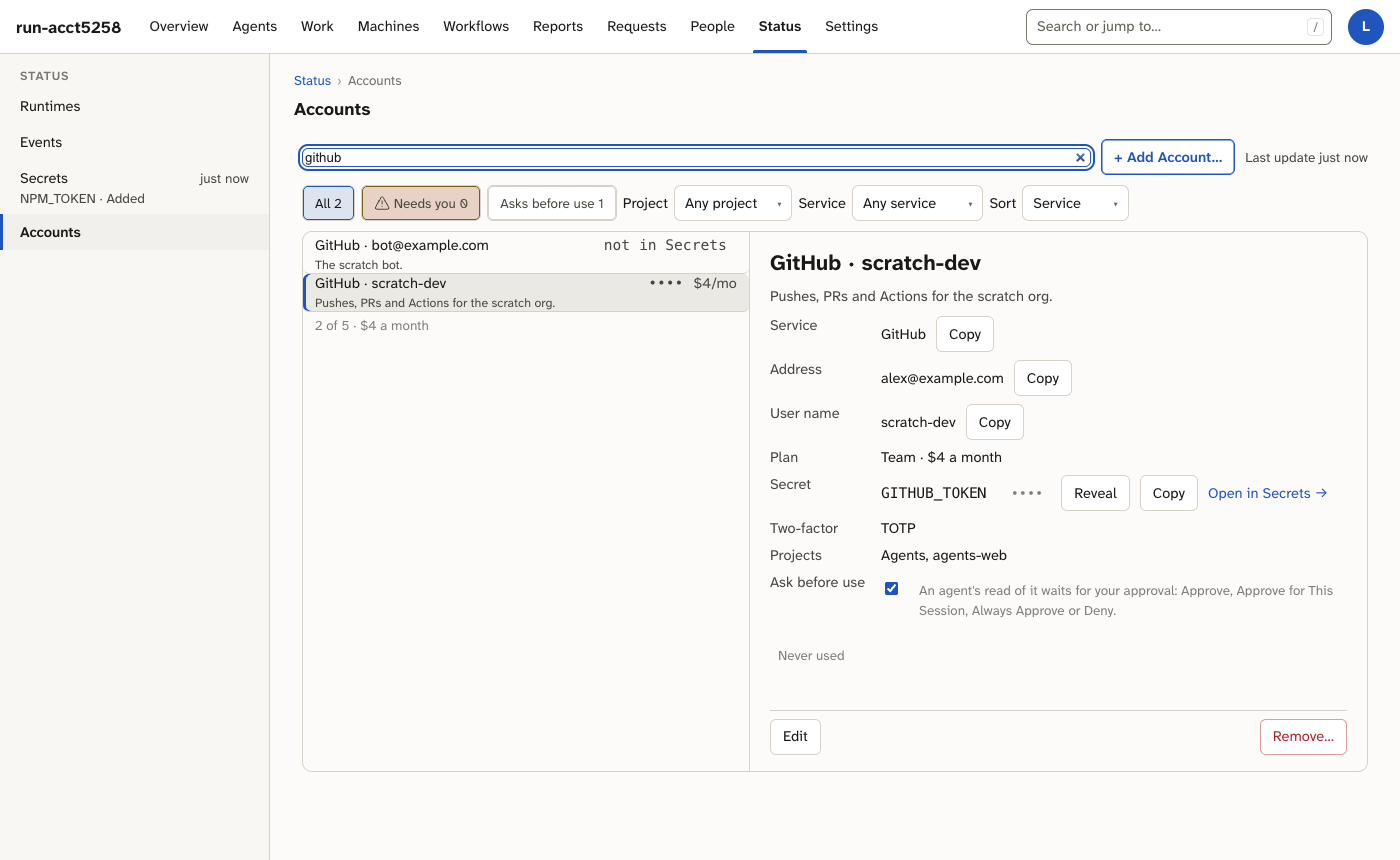 run-acct5258 Overview Agents Work Machines Workflows Reports Requests People Status Settings Search or jump to... / L
STATUS
Runtimes
Events
Secrets just now
NPM_TOKEN · Added
Accounts
Status › Accounts
Accounts
github × + Add Account... Last update just now
All 2 Needs you 0 Asks before use 1 Project Any project Service Any service Sort Service
GitHub · bot@example.com not in Secrets
The scratch bot.
GitHub · scratch-dev •••• $4/mo
Pushes, PRs and Actions for the scratch org.
2 of 5 · $4 a month
GitHub · scratch-dev
Pushes, PRs and Actions for the scratch org.
Service GitHub Copy
Address alex@example.com Copy
User name scratch-dev Copy
Plan Team · $4 a month
Secret GITHUB_TOKEN •••• Reveal Copy Open in Secrets →
Two-factor TOTP
Projects Agents, agents-web
Ask before use An agent's read of it waits for your approval: Approve, Approve for This
Session, Always Approve or Deny.
Never used
Edit Remove...